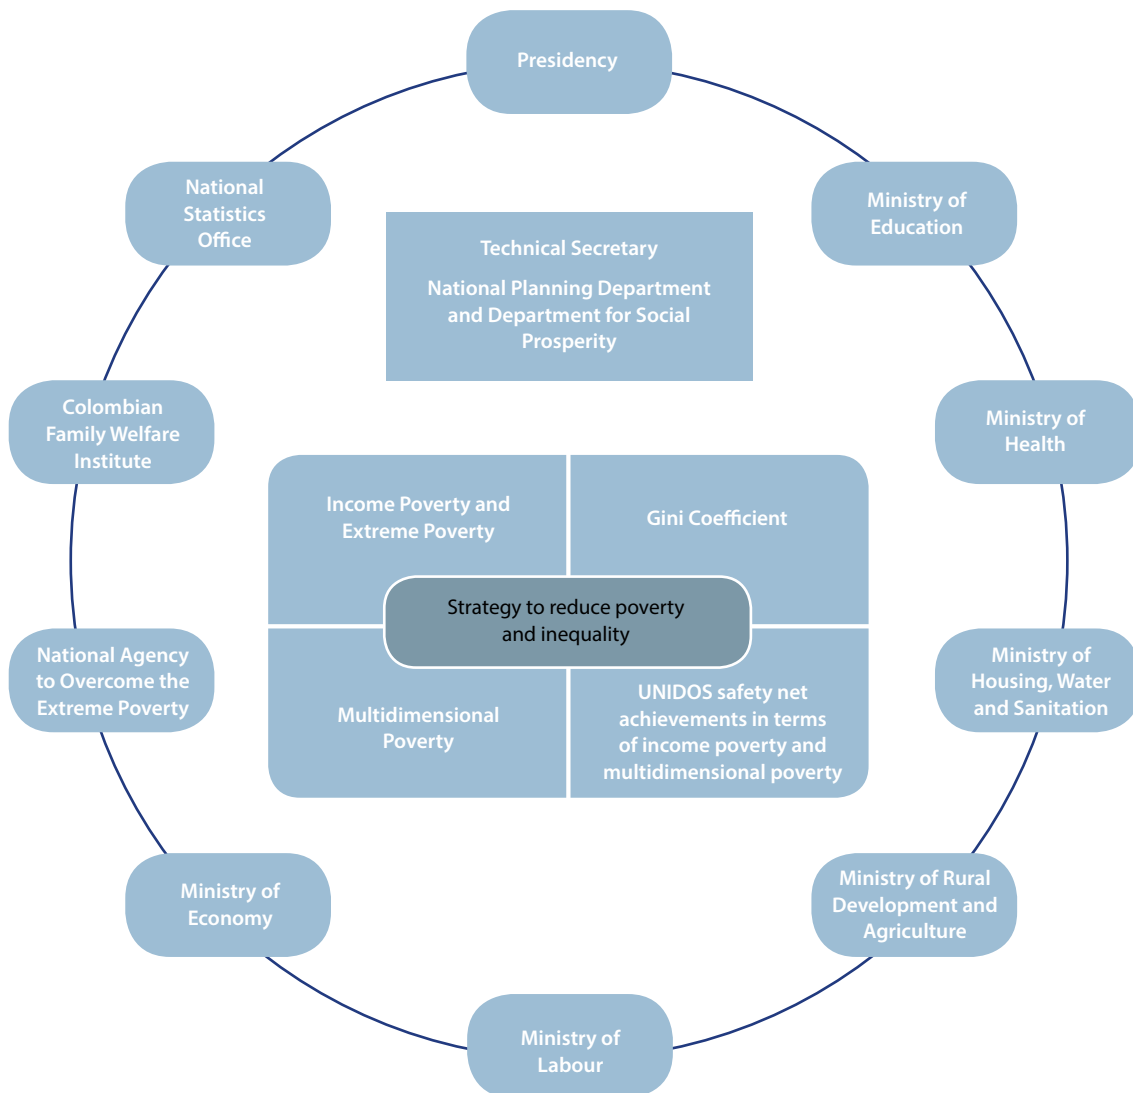 Presidency
National
Statistics
Office
Ministry of
Education
Technical Secretary
National Planning Department
and Department for Social
Prosperity
Colombian
Family Welfare
Institute
Ministry of
Health
Income Poverty and
Extreme Poverty
Gini Coefficient
Strategy to reduce poverty
and inequality
National Agency
to Overcome the
Extreme Poverty
Ministry of
Housing, Water
and Sanitation
Multidimensional
Poverty
UNIDOS safety net
achievements in terms
of income poverty and
multidimensional poverty
Ministry of
Economy
Ministry of Rural
Development and
Agriculture
Ministry of
Labour